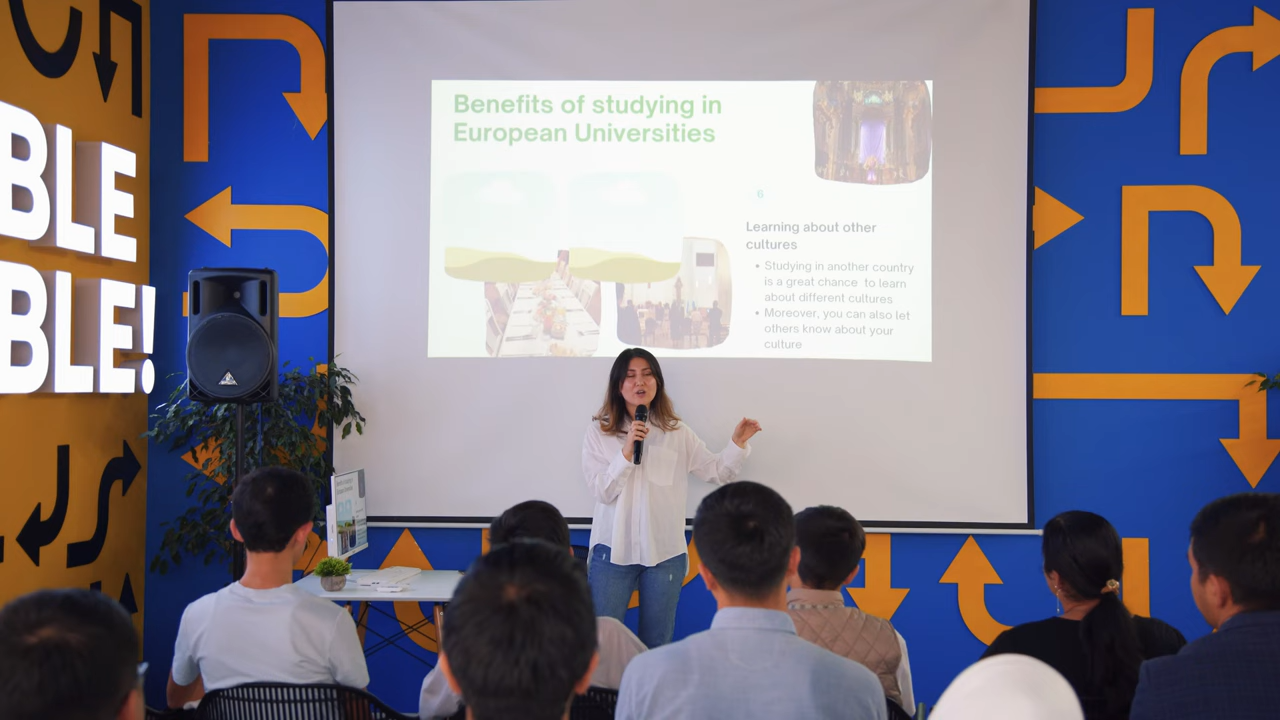 BLE
BLE!
Benefits of studying in
European Universities
6
Learning about other
cultures
• Studying in another country
is a great chance to learn
about different cultures
• Moreover, you can also let
others know about your
culture